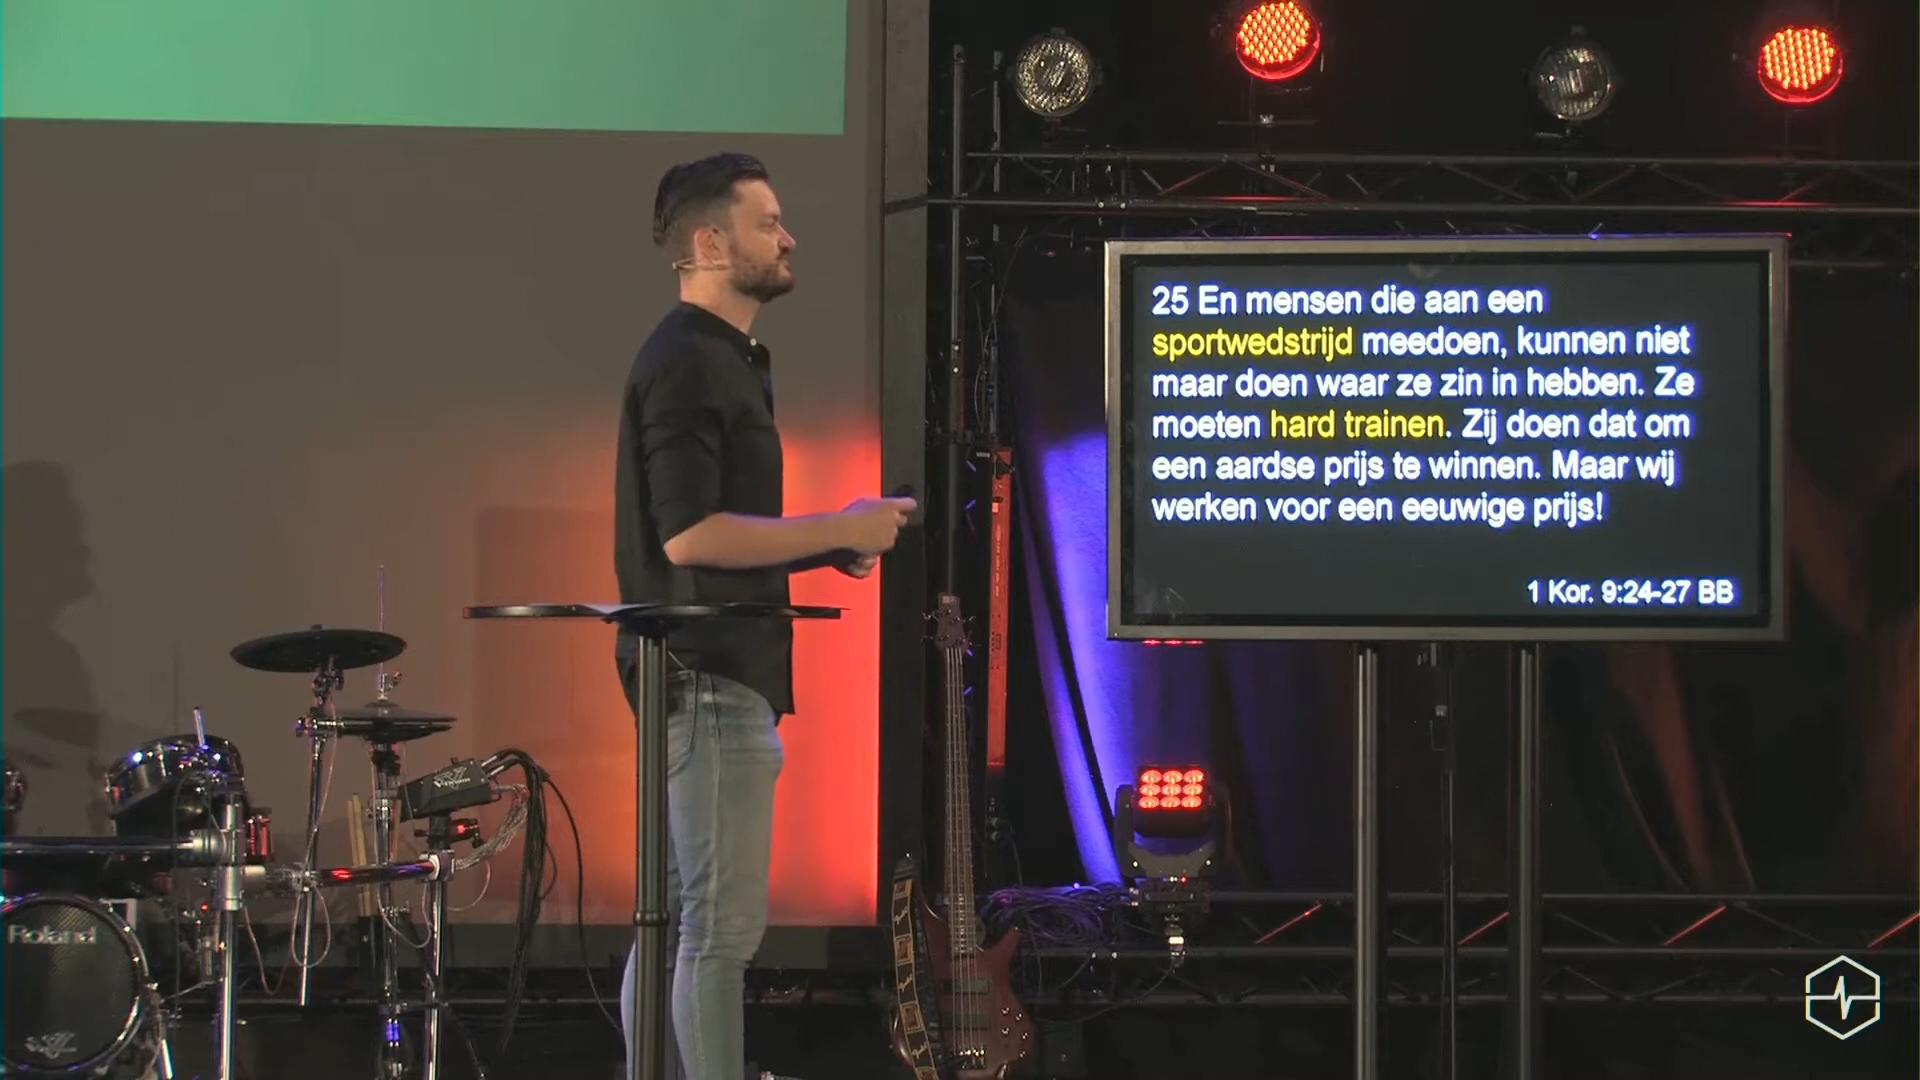 25 En mensen die aan een
sportwedstrijd meedoen, kunnen niet
maar doen waar ze zin in hebben. Ze
moeten hard trainen. Zij doen dat om
een aardse prijs te winnen. Maar wij
werken voor een eeuwige prijs!
1 Kor. 9:24-27 BB
Roland